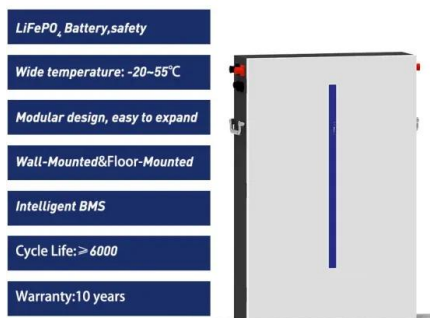 LiFePO₄ Battery,safety
Wide temperature: -20~55℃
Modular design, easy to expand
Wall-Mounted&Floor-Mounted
Intelligent BMS
Cycle Life:≥6000
Warranty:10 years